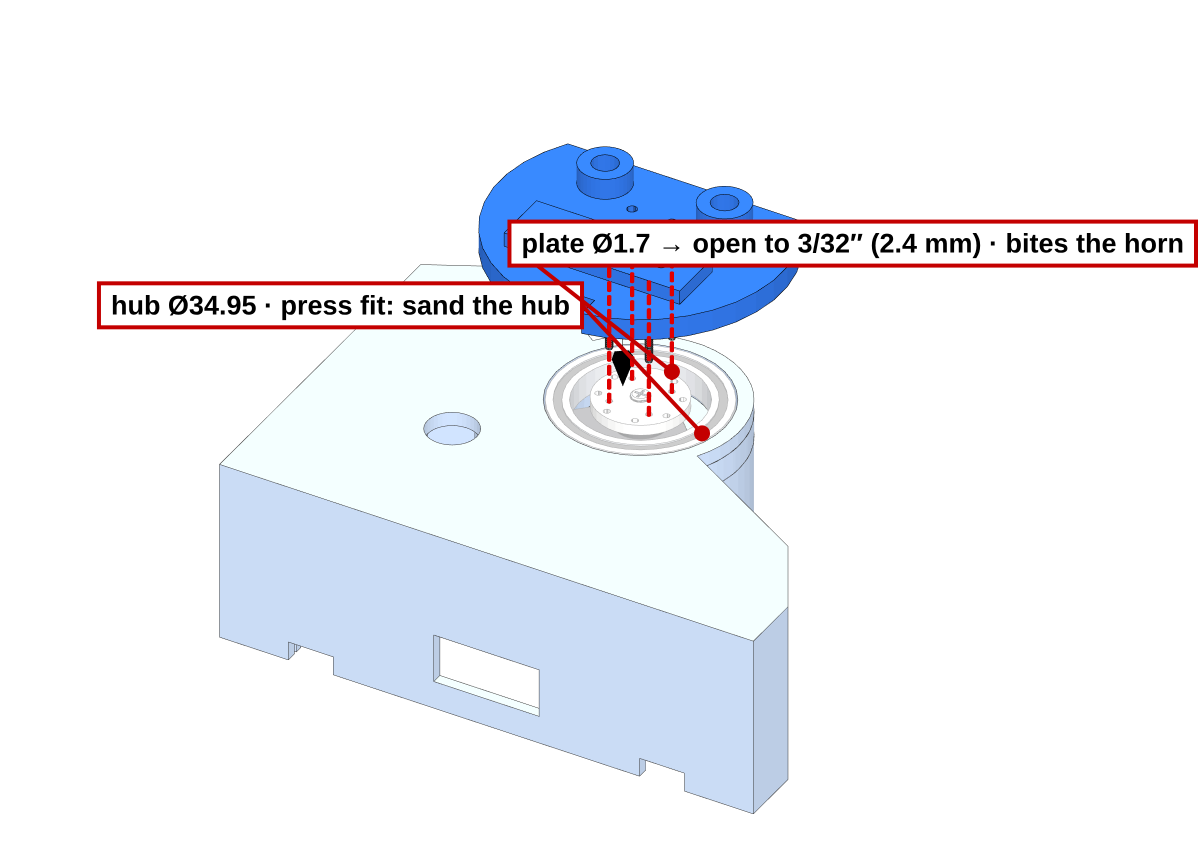 plate Ø1.7 → open to 3/32″ (2.4 mm) · bites the horn
hub Ø34.95 · press fit: sand the hub